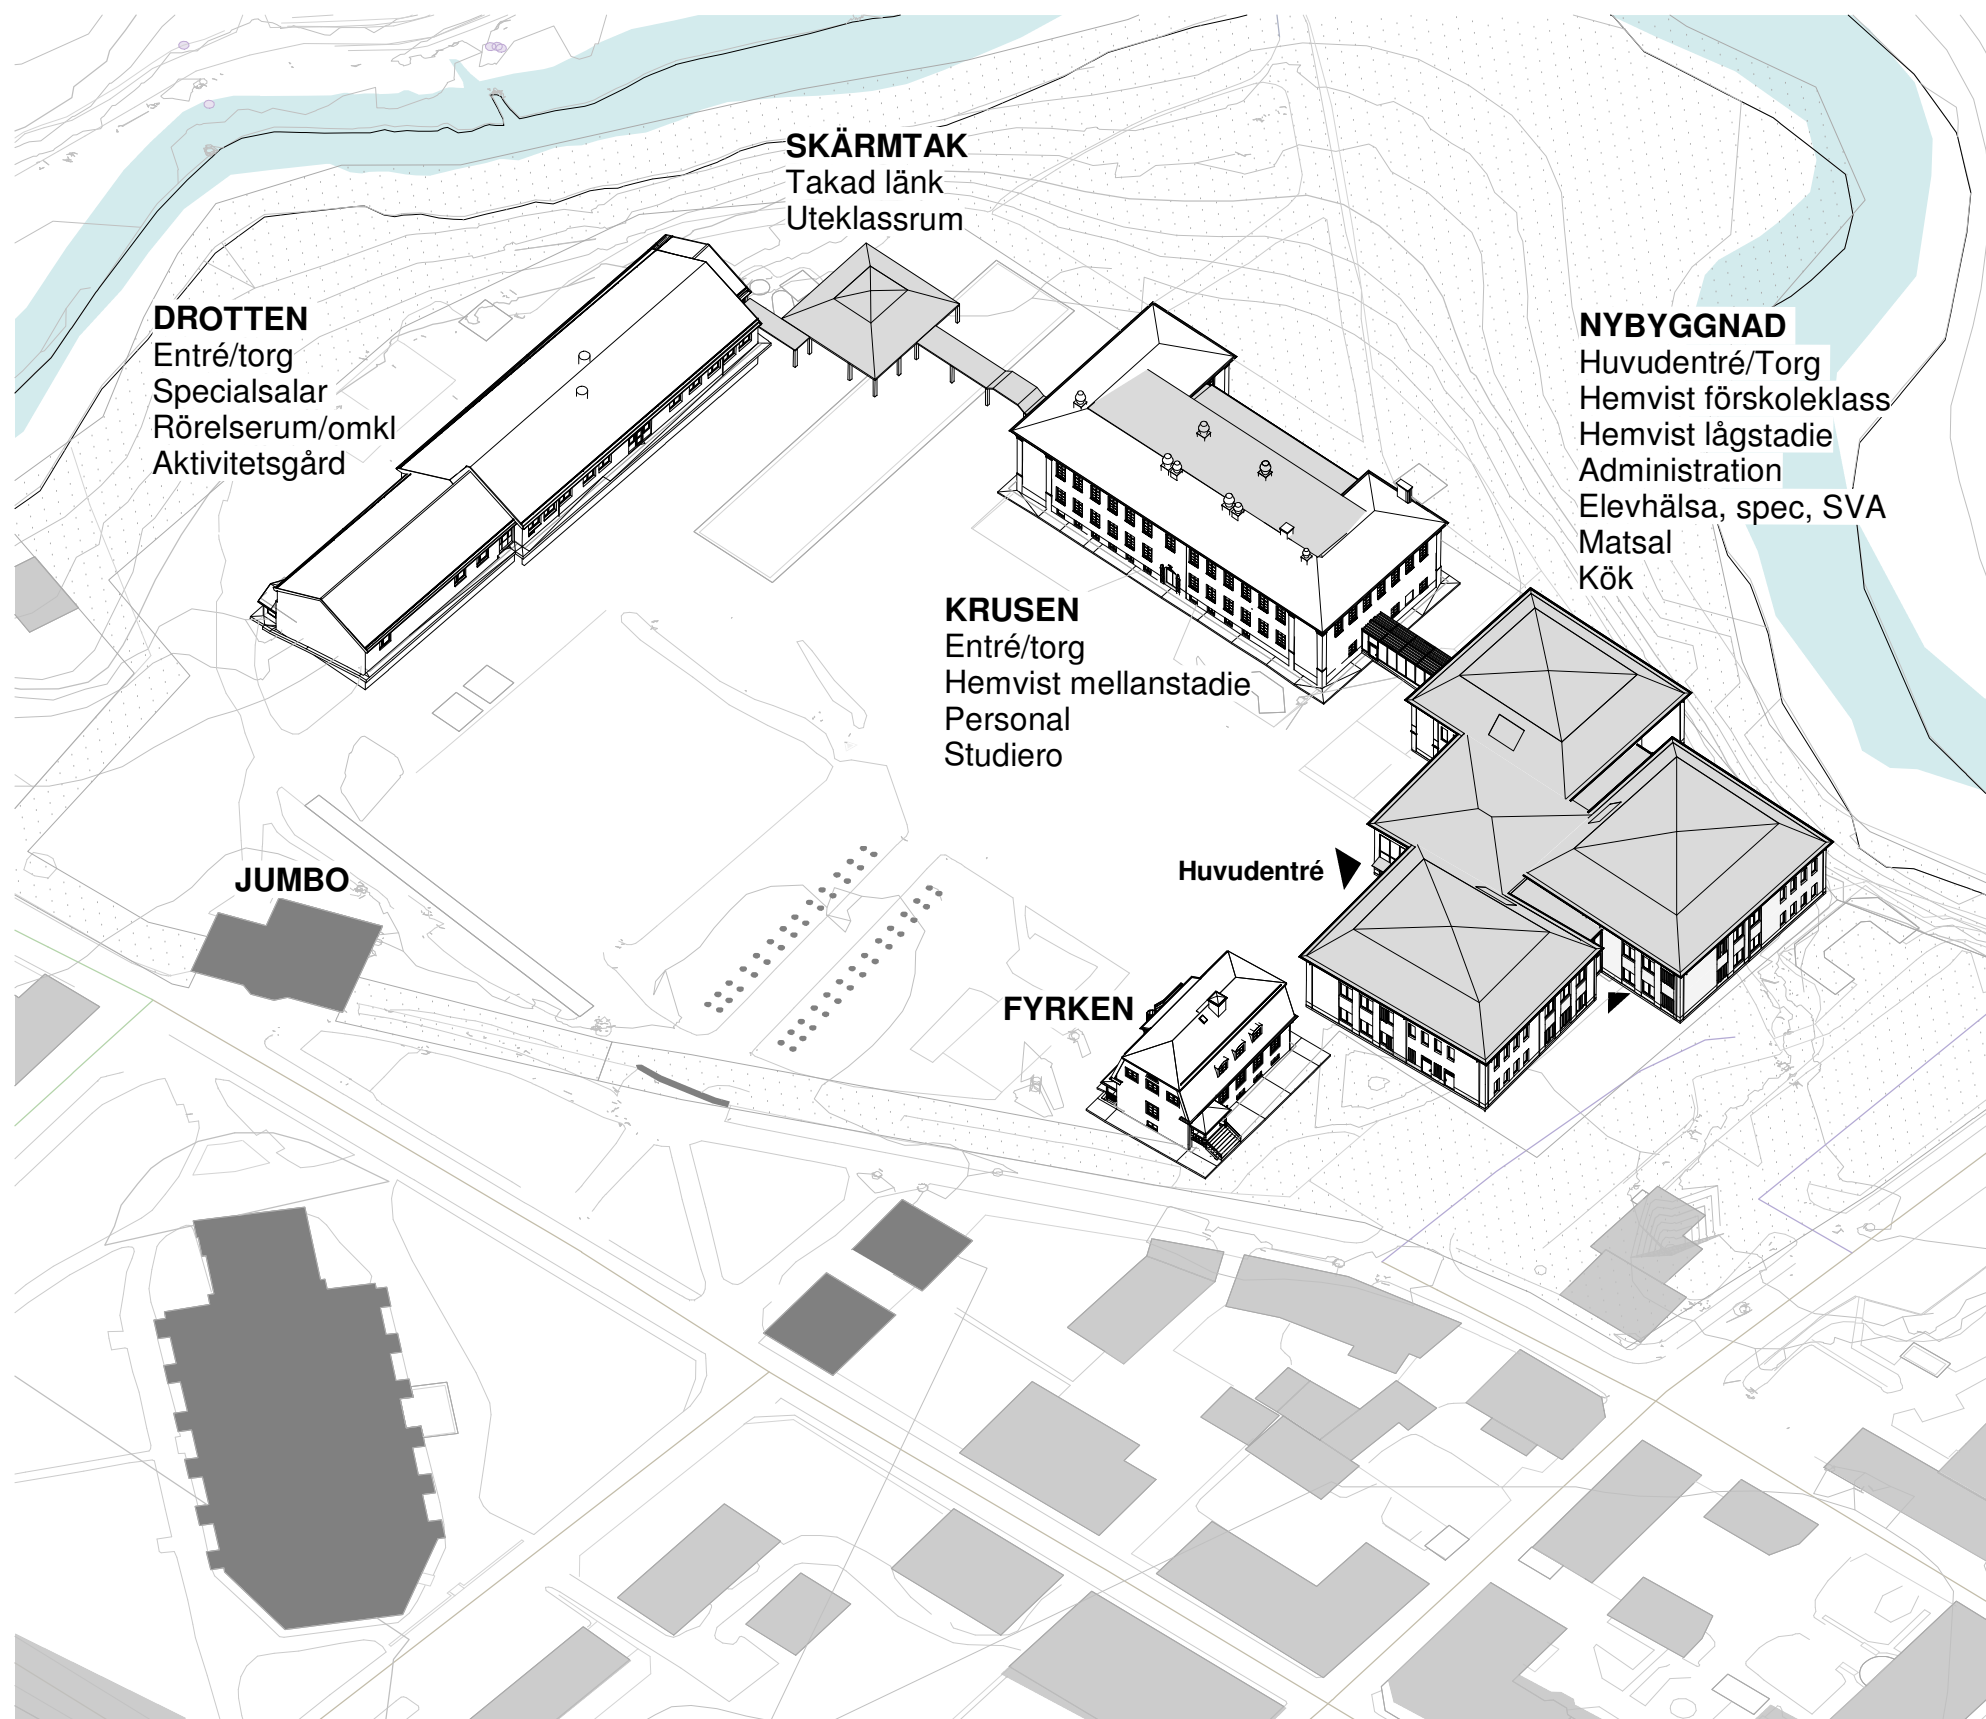 SKÄRMTAK
Takad länk
Uteklassrum
DROTTEN
Entré/torg
Specialsalar
Rörelserum/omkl
Aktivitetsgård
NYBYGGNAD
Huvudentré/Torg
Hemvist förskoleklass
Hemvist lågstadie
Administration
Elevhälsa, spec, SVA
Matsal
Kök
KRUSEN
Entré/torg
Hemvist mellanstadie
Personal
Studiero
JUMBO
Huvudentré
FYRKEN